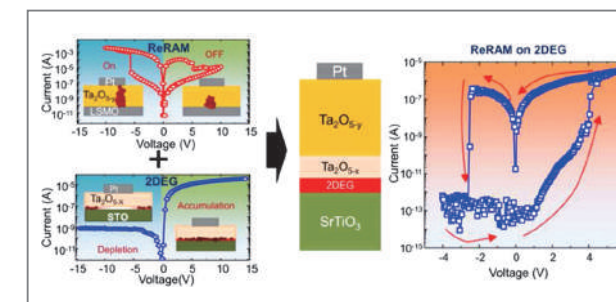 ReRAM
OFF
On
Pt
Ta₂O₅₋ᵧ
LSMO
Current (A)
10⁻³
10⁻⁵
10⁻⁷
10⁻⁹
10⁻¹¹
-15 -10 -5 0 5 10 15
Voltage (V)
+
2DEG
Pt
Ta₂O₅₋ₓ
STO
Accumulation
Depletion
Current (A)
10⁻⁵
10⁻⁷
10⁻⁹
10⁻¹¹
-15 -10 -5 0 5 10 15
Voltage(V)
Pt
Ta₂O₅₋ᵧ
Ta₂O₅₋ₓ
2DEG
SrTiO₃
ReRAM on 2DEG
Current (A)
10⁻⁵
10⁻⁷
10⁻⁹
10⁻¹¹
10⁻¹³
10⁻¹⁵
-4 -2 0 2 4
Voltage (V)